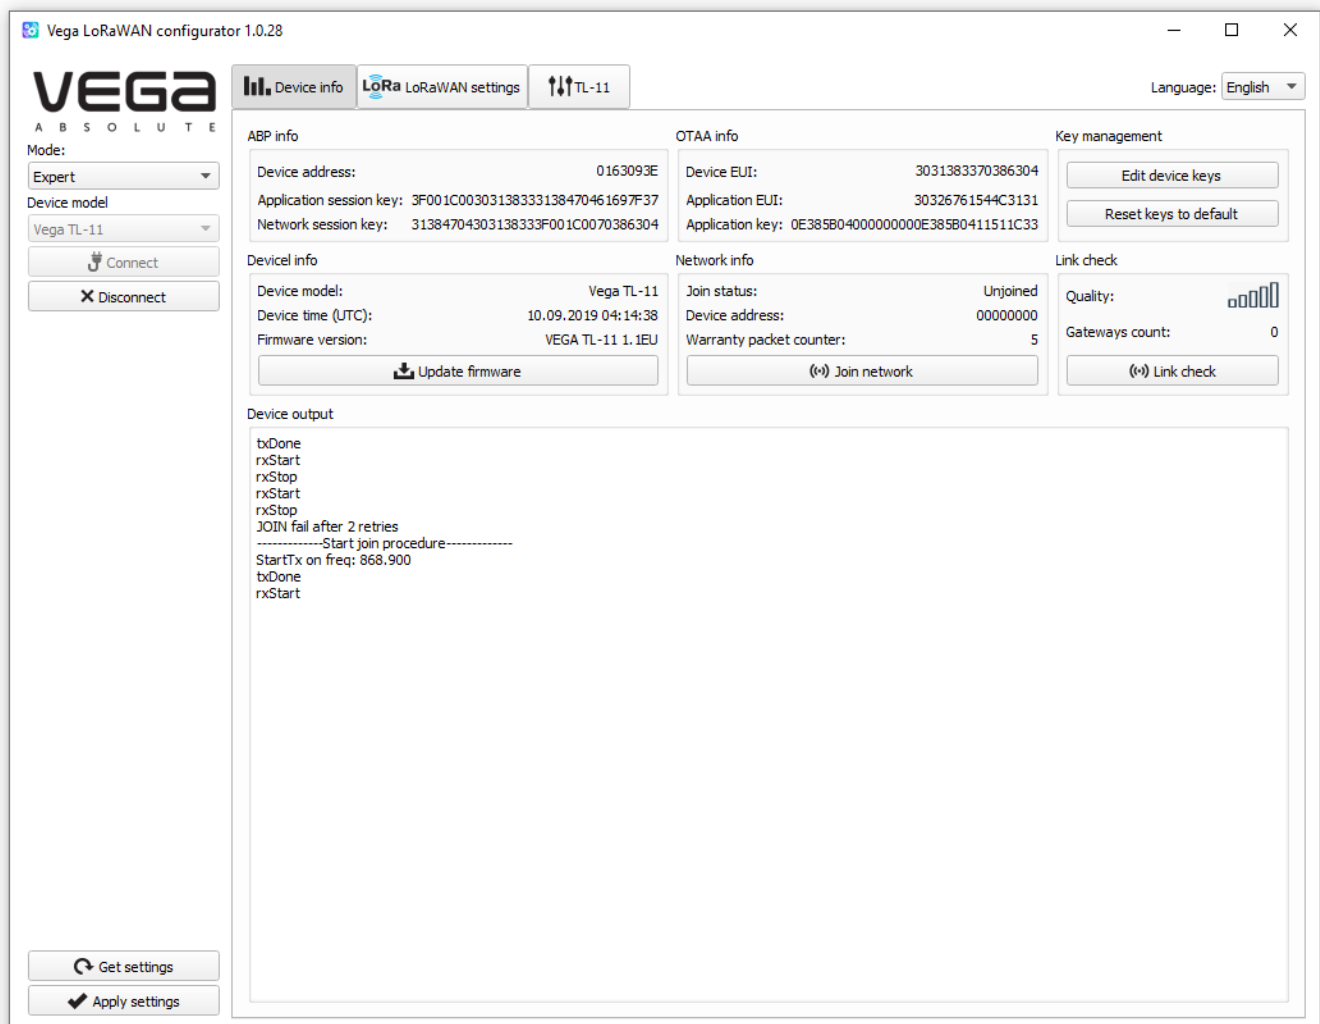 Vega LoRaWAN configurator 1.0.28
VEGA
ABSOLUTE
Mode:
Expert
Device model
Vega TL-11
Connect
Disconnect
Device info
LoRa LoRaWAN settings
TL-11
Language: English
ABP info
Device address: 0163093E
Application session key: 3F001C003031383331384704616 97F37
Network session key: 31384704303138333F001C0070386304
OTAA info
Device EUI: 3031383370386304
Application EUI: 30326761544C3131
Application key: 0E385B04000000000E385B0411511C33
Key management
Edit device keys
Reset keys to default
Devicel info
Device model: Vega TL-11
Device time (UTC): 10.09.2019 04:14:38
Firmware version: VEGA TL-11 1.1EU
Update firmware
Network info
Join status: Unjoined
Device address: 00000000
Warranty packet counter: 5
Join network
Link check
Quality:
Gateways count: 0
Link check
Device output
txDone
rxStart
rxStop
rxStart
rxStop
JOIN fail after 2 retries
-------------Start join procedure-------------
StartTx on freq: 868.900
txDone
rxStart
Get settings
Apply settings